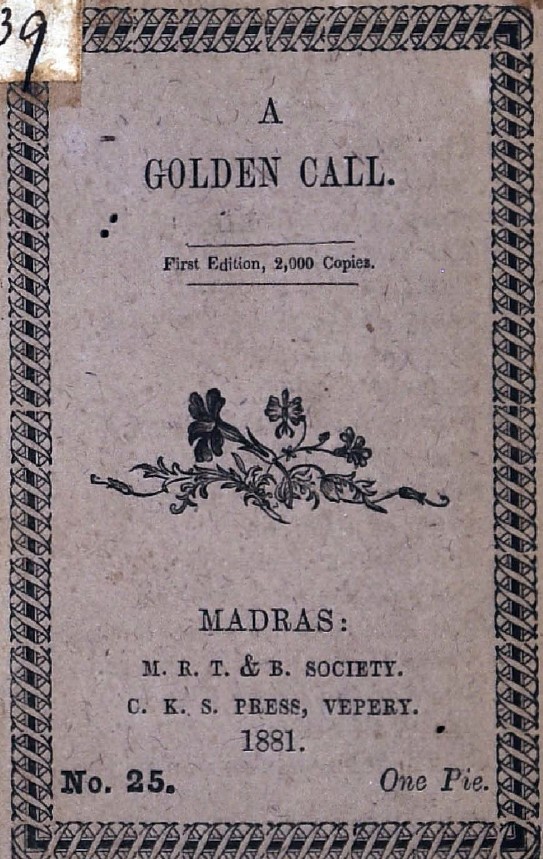 39
A
GOLDEN CALL.
First Edition, 2,000 Copies.
MADRAS:
M. R. T. & B. SOCIETY.
C. K. S. PRESS, VEPERY.
1881.
No. 25.
One Pie.